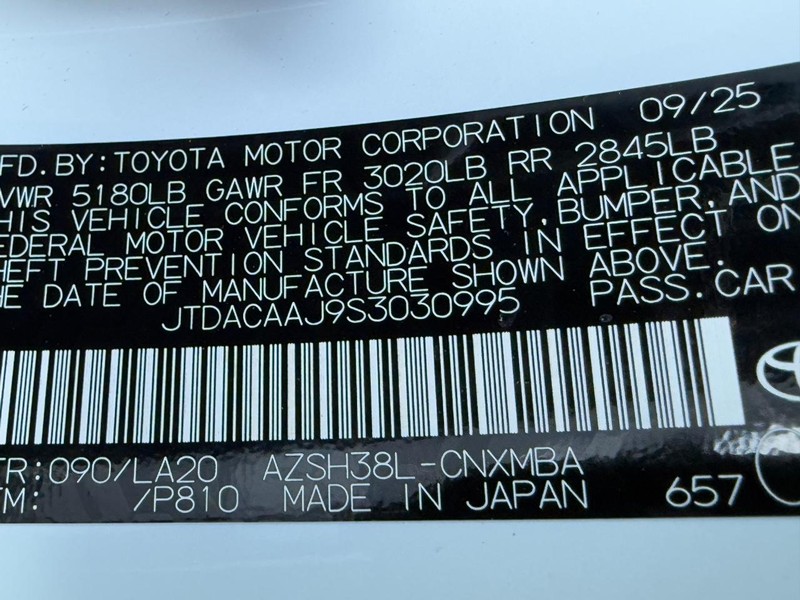 MFD.BY:TOYOTA MOTOR CORPORATION 09/25
VWR 5180LB GAWR FR 3020LB RR 2845LB
HIS VEHICLE CONFORMS TO ALL APPLICABLE
EDERAL MOTOR VEHICLE SAFETY,BUMPER,AND
HEFT PREVENTION STANDARDS IN EFFECT ON
HE DATE OF MANUFACTURE SHOWN ABOVE.
JTDACAAJ9S3030995 PASS.CAR
TR:090/LA20 AZSH38L-CNXMBA
TM: /P810 MADE IN JAPAN 657